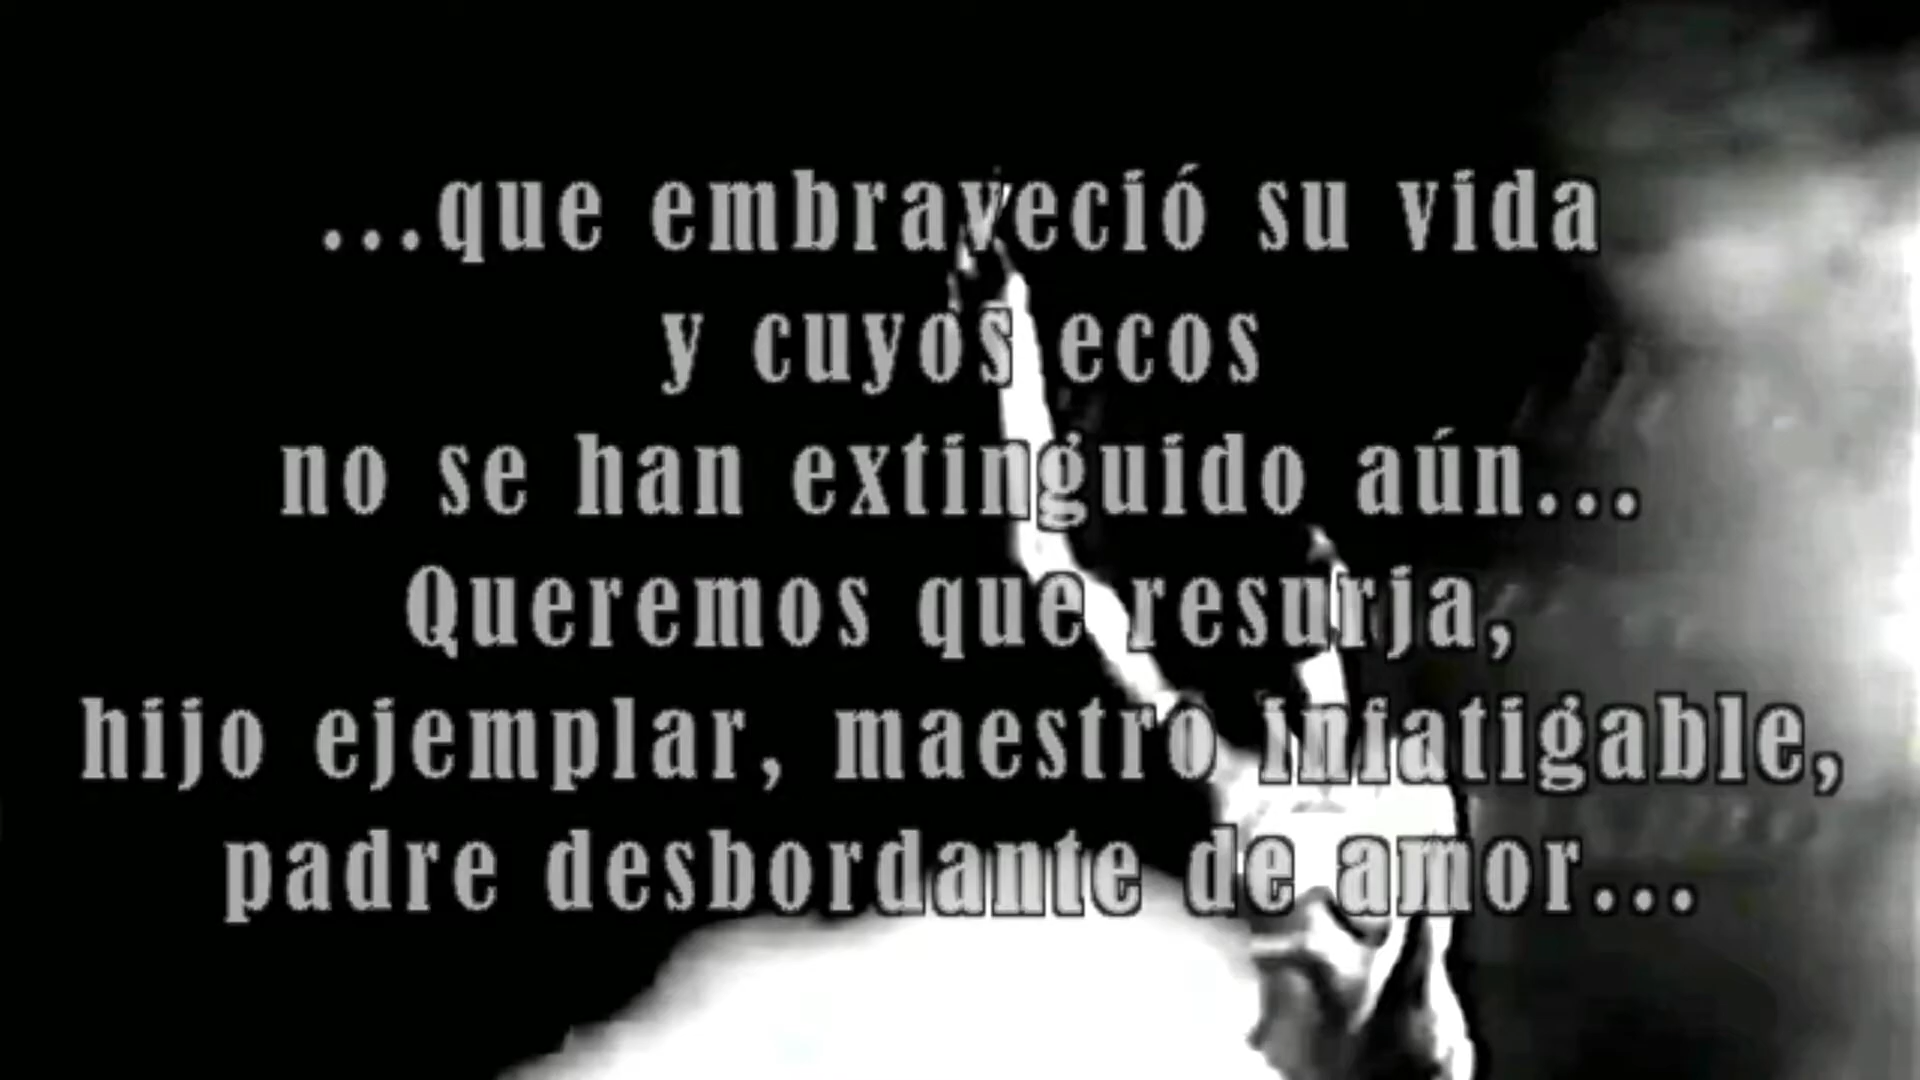 ...que embraveció su vida
y cuyos ecos
no se han extinguido aún...
Queremos que resurja,
hijo ejemplar, maestro infatigable,
padre desbordante de amor...